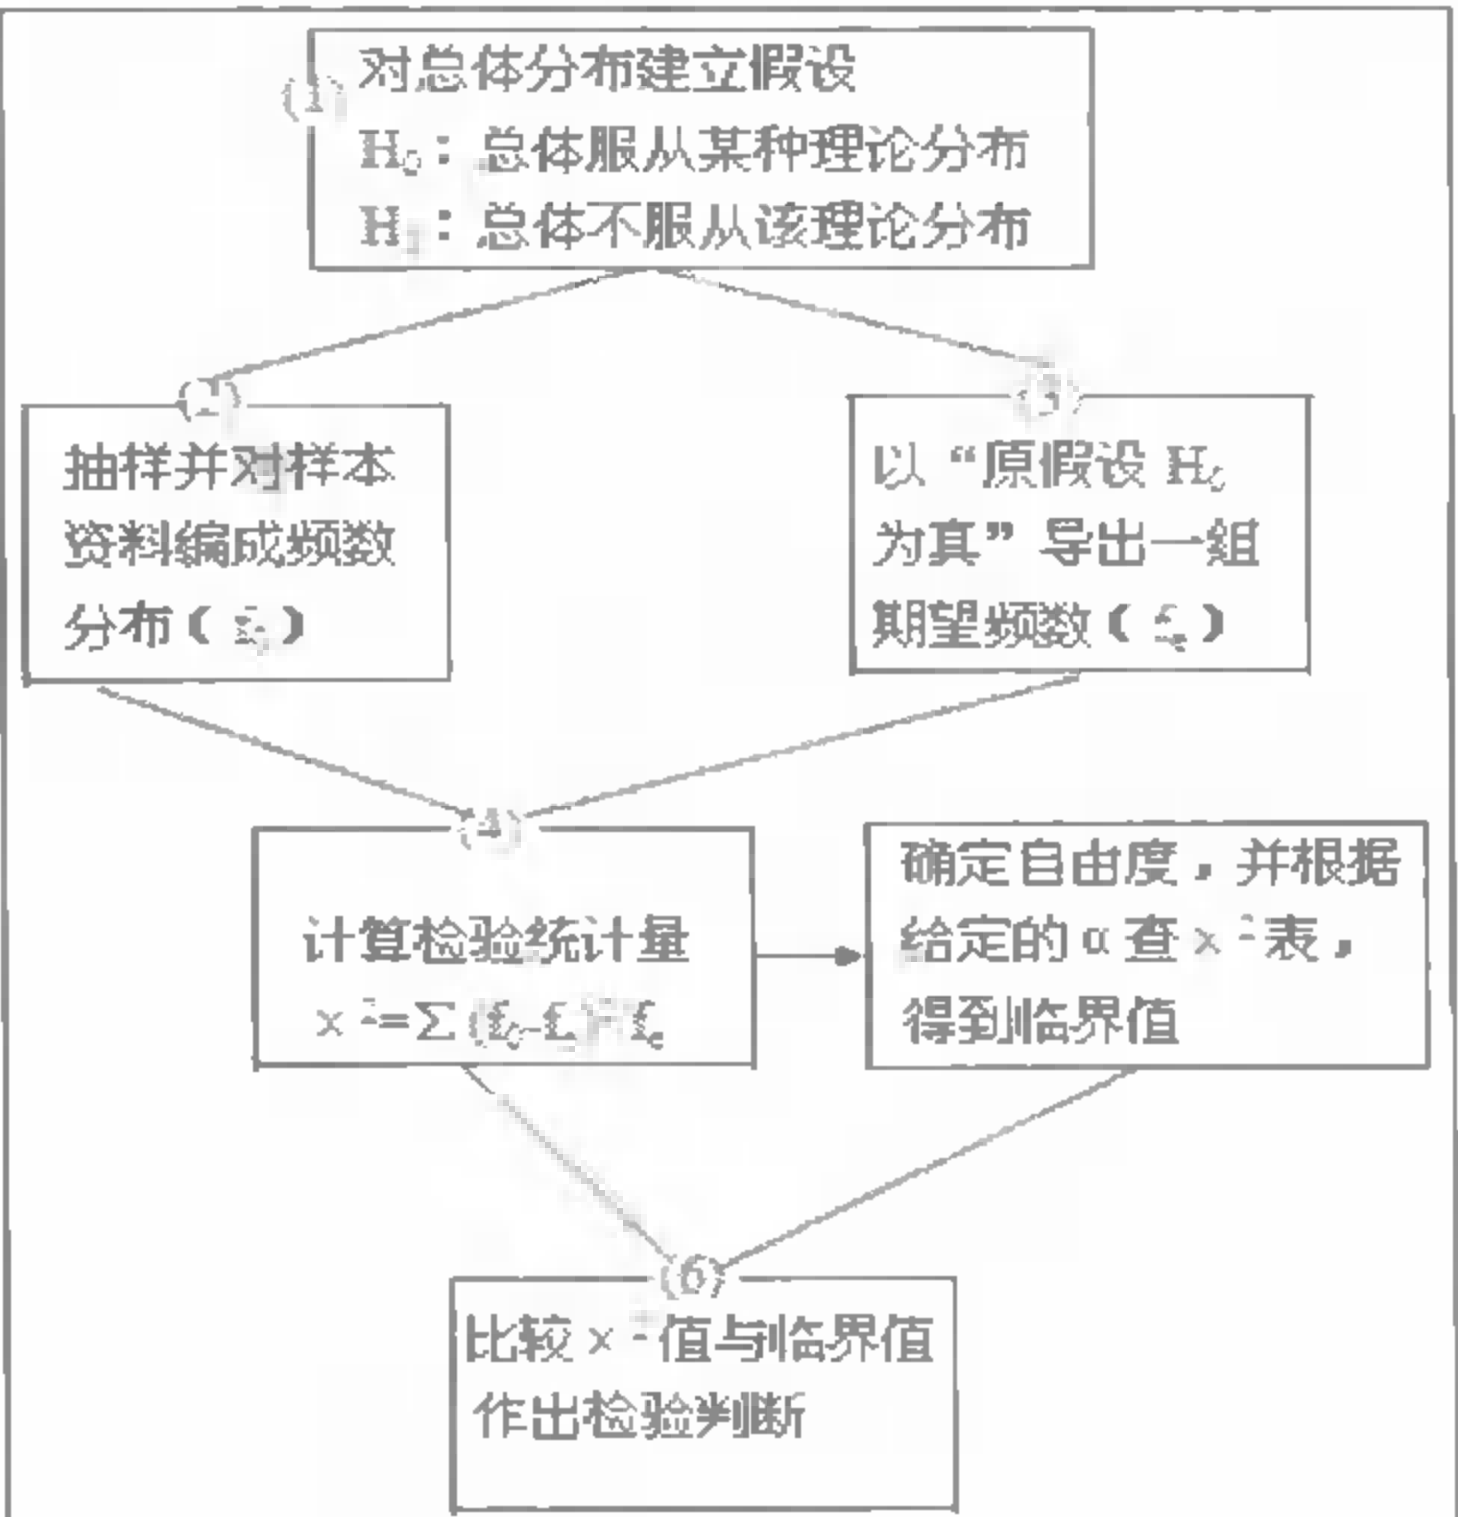 (1)
对总体分布建立假设
H₀：总体服从某种理论分布
H₁：总体不服从该理论分布
(2)
抽样并对样本
资料编成频数
分布( )
(3)
以“原假设 H₀
为真”导出一组
期望频数( fₑ )
(4)
计算检验统计量
x²=Σ(f₀-fₑ)²/fₑ
确定自由度，并根据
给定的α查x²表，
得到临界值
(6)
比较x²值与临界值
作出检验判断